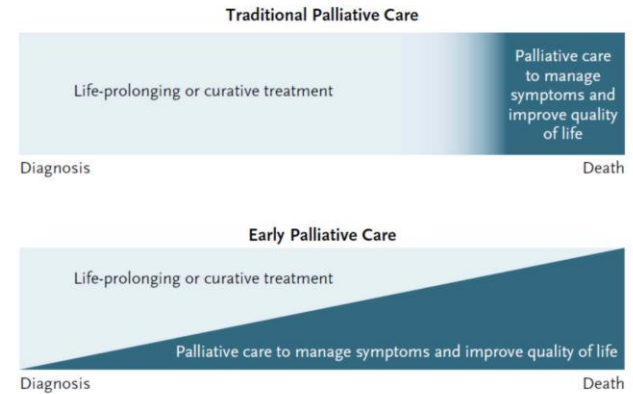 Traditional Palliative Care
Life-prolonging or curative treatment
Palliative care
to manage
symptoms and
improve quality
of life
Diagnosis
Death
Early Palliative Care
Life-prolonging or curative treatment
Palliative care to manage symptoms and improve quality of life
Diagnosis
Death